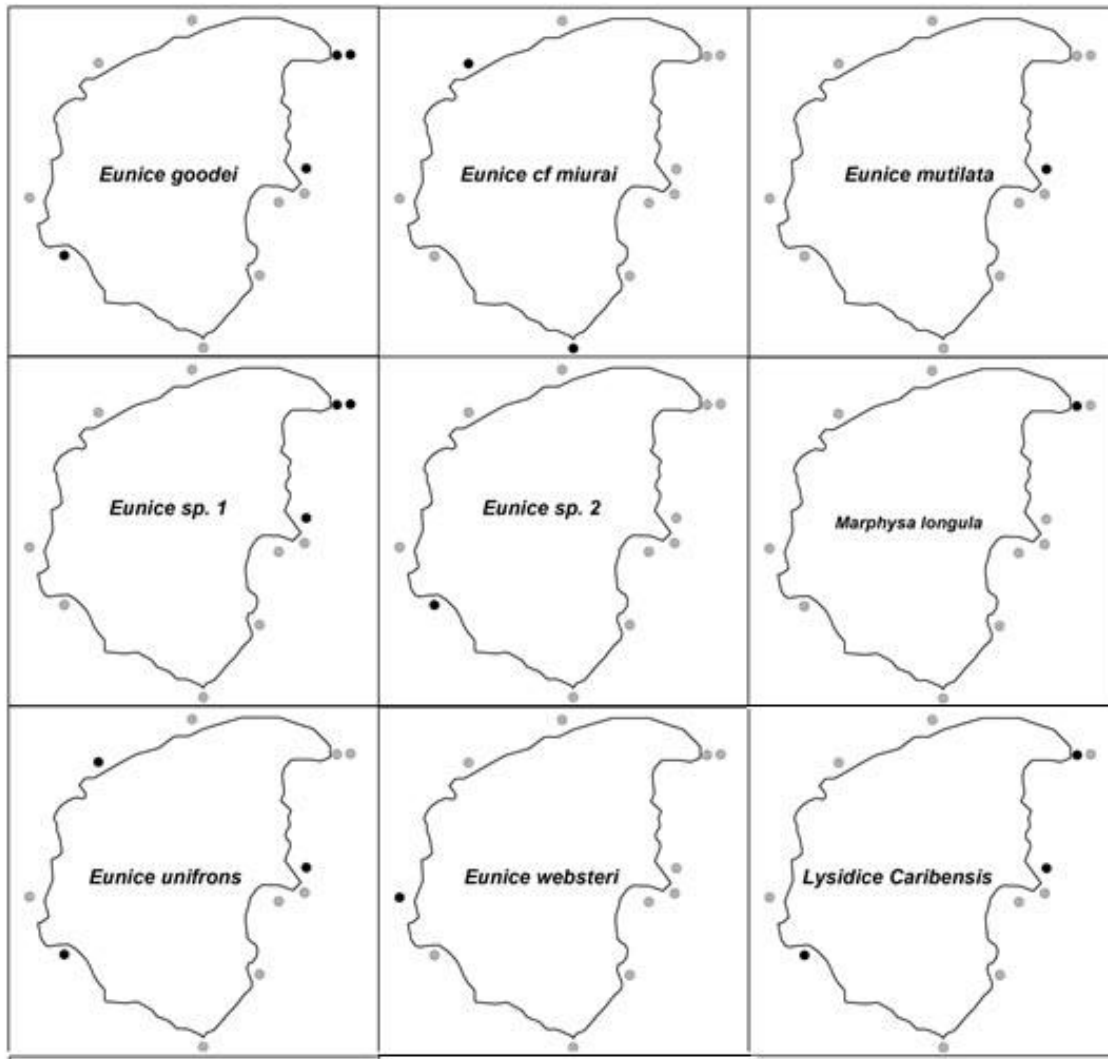 Eunice goodei
Eunice cf miurai
Eunice mutilata
Eunice sp. 1
Eunice sp. 2
Marphysa longula
Eunice unifrons
Eunice websteri
Lysidice Caribensis